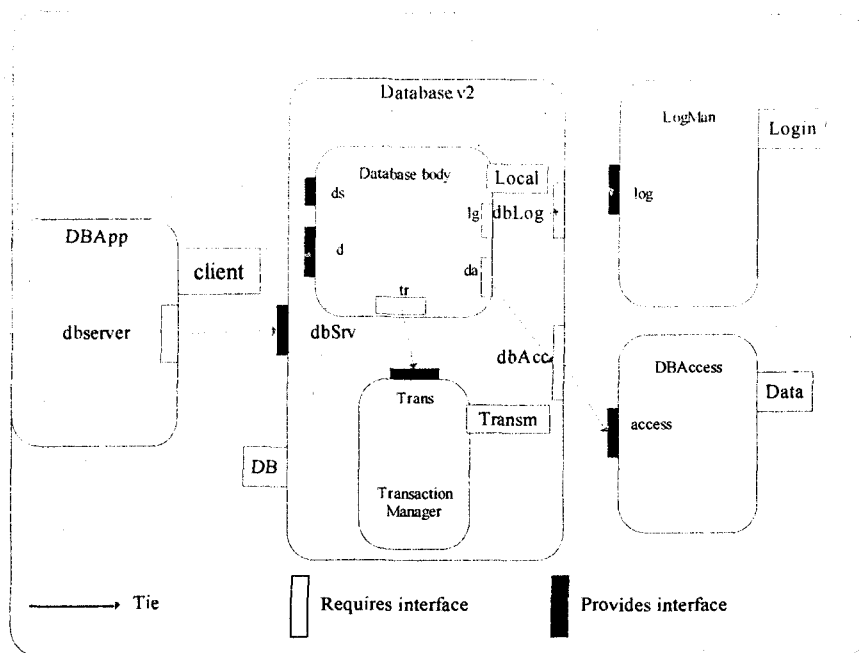 Database v2
LogMan
Login
Database body
Local
ds
lg
dbLog
log
DBApp
d
client
da
tr
dbserver
dbSrv
dbAcc
DBAccess
Trans
Data
Transm
access
DB
Transaction
Manager
Tie
Requires interface
Provides interface